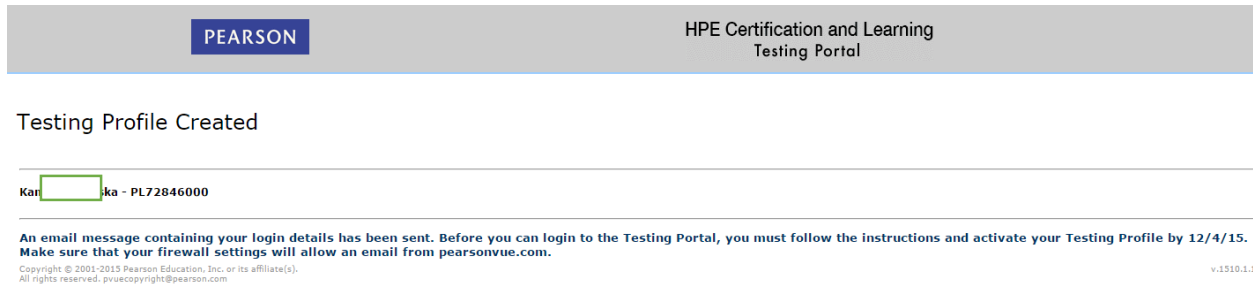 PEARSON
HPE Certification and Learning
Testing Portal
Testing Profile Created
Kan ska - PL72846000
An email message containing your login details has been sent. Before you can login to the Testing Portal, you must follow the instructions and activate your Testing Profile by 12/4/15.
Make sure that your firewall settings will allow an email from pearsonvue.com.
Copyright © 2001-2015 Pearson Education, Inc. or its affiliate(s).
All rights reserved. pvuecopyright@pearson.com
v.1510.1.1